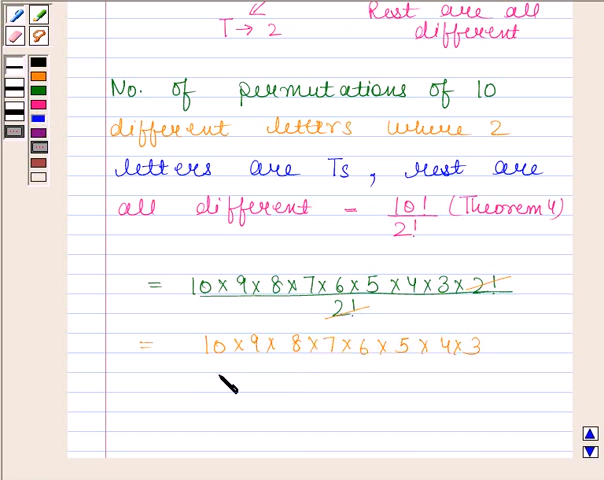 Rest are all
T → 2 different
No. of permutations of 10
different letters where 2
letters are Ts, rest are
all different = 10! / 2! (Theorem 4)
= 10 × 9 × 8 × 7 × 6 × 5 × 4 × 3 × 2! / 2!
= 10 × 9 × 8 × 7 × 6 × 5 × 4 × 3